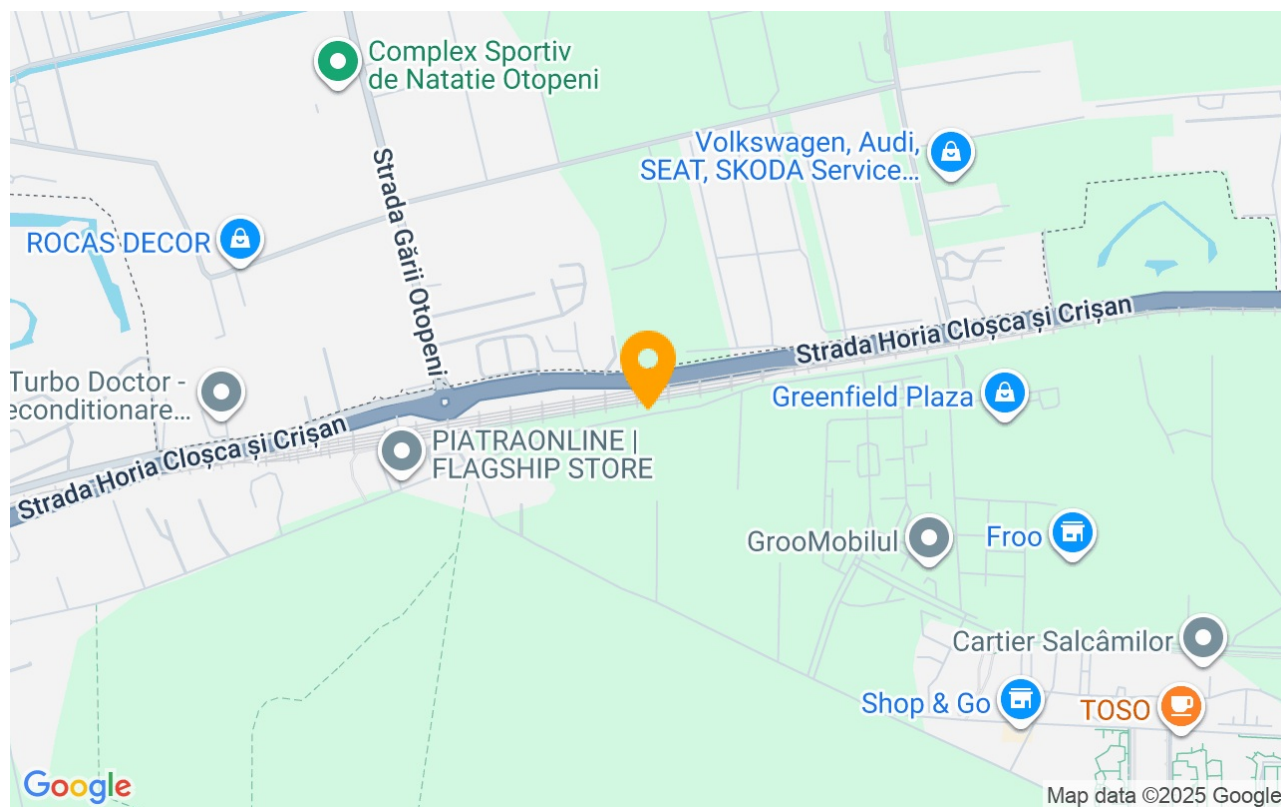 Complex Sportiv
de Natatie Otopeni
Volkswagen, Audi,
SEAT, SKODA Service...
Strada Gării Otopeni
ROCAS DECOR
Strada Horia Cloșca și Crișan
Turbo Doctor -
econditionare...
Greenfield Plaza
Strada Horia Cloșca și Crișan
PIATRAONLINE |
FLAGSHIP STORE
GrooMobilul
Froo
Cartier Salcâmilor
Shop & Go
TOSO
Google
Map data ©2025 Google